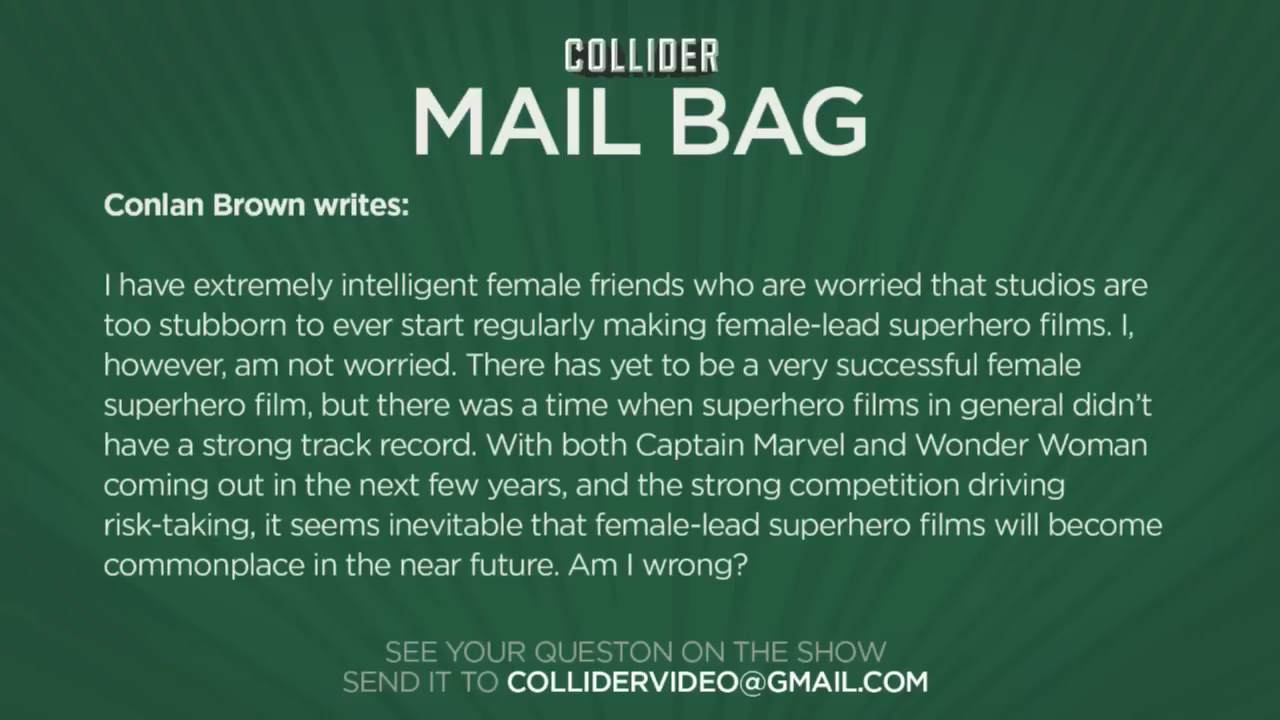 COLLIDER
MAIL BAG
Conlan Brown writes:
I have extremely intelligent female friends who are worried that studios are
too stubborn to ever start regularly making female-lead superhero films. I,
however, am not worried. There has yet to be a very successful female
superhero film, but there was a time when superhero films in general didn't
have a strong track record. With both Captain Marvel and Wonder Woman
coming out in the next few years, and the strong competition driving
risk-taking, it seems inevitable that female-lead superhero films will become
commonplace in the near future. Am I wrong?
SEE YOUR QUESTON ON THE SHOW
SEND IT TO COLLIDERVIDEO@GMAIL.COM